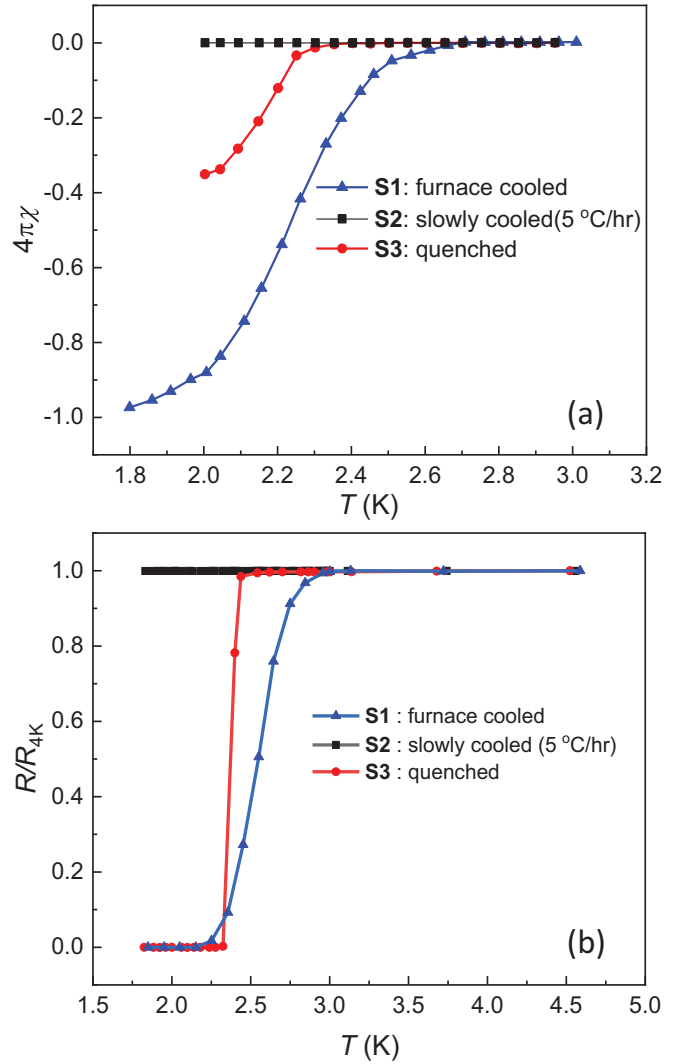 0.0
-0.2
-0.4
-0.6
-0.8
-1.0
4πχ
S1: furnace cooled
S2: slowly cooled(5 °C/hr)
S3: quenched
(a)
1.8 2.0 2.2 2.4 2.6 2.8 3.0 3.2
T (K)
1.0
0.8
0.6
0.4
0.2
0.0
R/R4K
S1 : furnace cooled
S2 : slowly cooled (5 °C/hr)
S3 : quenched
(b)
1.5 2.0 2.5 3.0 3.5 4.0 4.5 5.0
T (K)